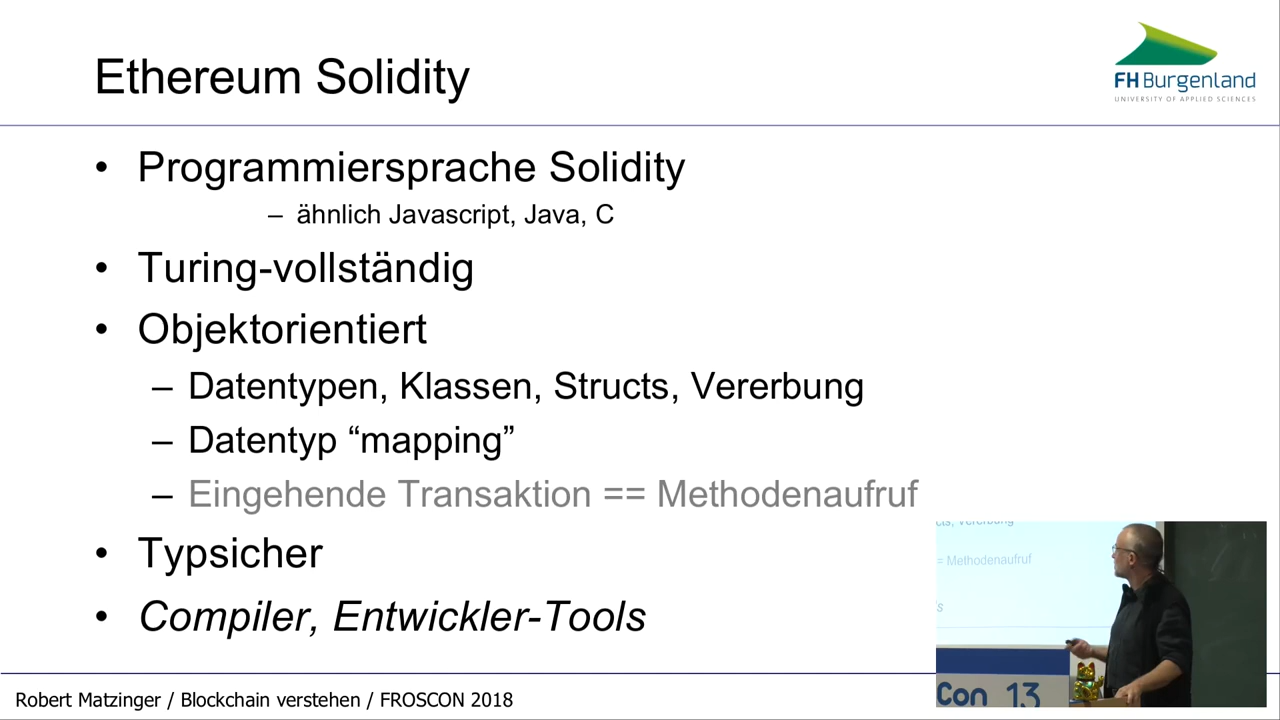 Ethereum Solidity
FH Burgenland
UNIVERSITY OF APPLIED SCIENCES
• Programmiersprache Solidity
– ähnlich Javascript, Java, C
• Turing-vollständig
• Objektorientiert
– Datentypen, Klassen, Structs, Vererbung
– Datentyp “mapping”
– Eingehende Transaktion == Methodenaufruf
• Typsicher
• Compiler, Entwickler-Tools
Vererbung
= Methodenaufruf
Con 13
Robert Matzinger / Blockchain verstehen / FROSCON 2018